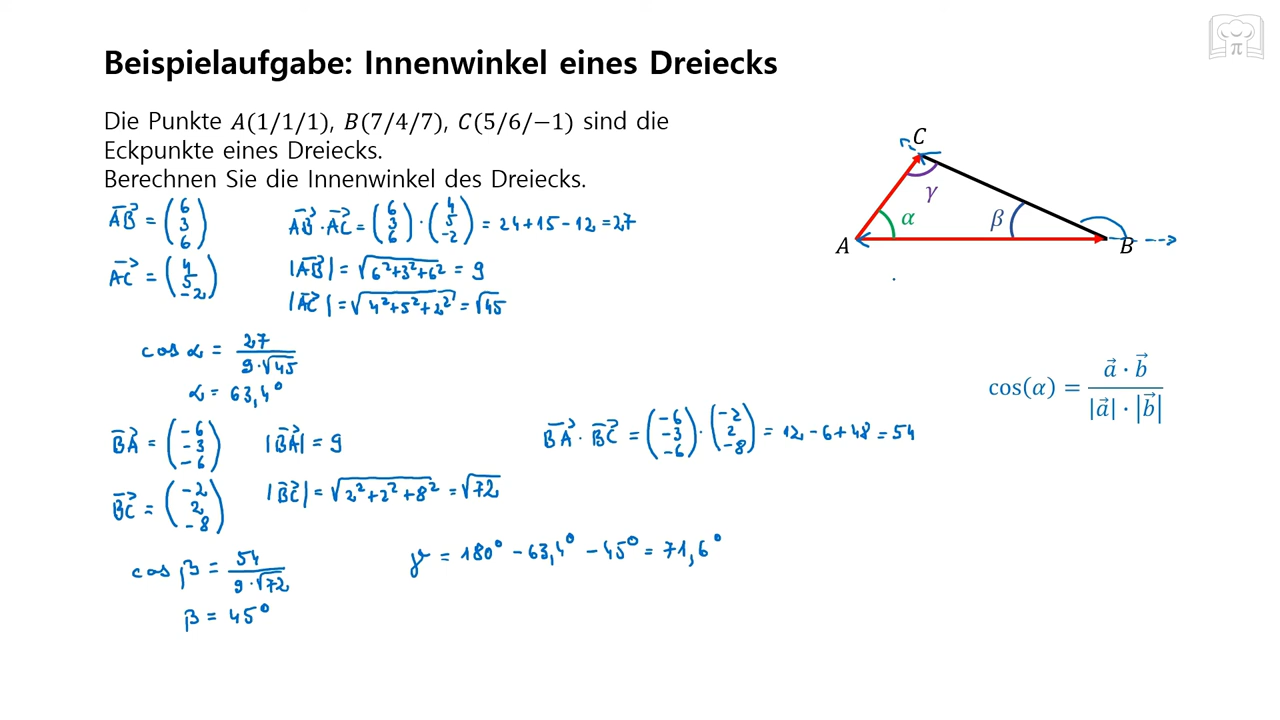 Beispielaufgabe: Innenwinkel eines Dreiecks
Die Punkte A(1/1/1), B(7/4/7), C(5/6/−1) sind die
Eckpunkte eines Dreiecks.
Berechnen Sie die Innenwinkel des Dreiecks.
C
γ
α
β
A
B
π
AB⃗ = (6 3 6)
AB⃗ · AC⃗ = (6 3 6) · (4 5 -2) = 24+15-12 = 27
AC⃗ = (4 5 -2)
|AB⃗| = √(6²+3²+6²) = 9
|AC⃗| = √(4²+5²+2²) = √45
cos α = 27 / (9·√45)
α = 63,4°
cos(α) = (a⃗ · b⃗) / (|a⃗| · |b⃗|)
BA⃗ = (-6 -3 -6)
|BA⃗| = 9
BA⃗ · BC⃗ = (-6 -3 -6) · (-2 2 -8) = 12 - 6 + 48 = 54
BC⃗ = (-2 2 -8)
|BC⃗| = √(2²+2²+8²) = √72
cos β = 54 / (9·√72)
γ = 180° - 63,4° - 45° = 71,6°
β = 45°